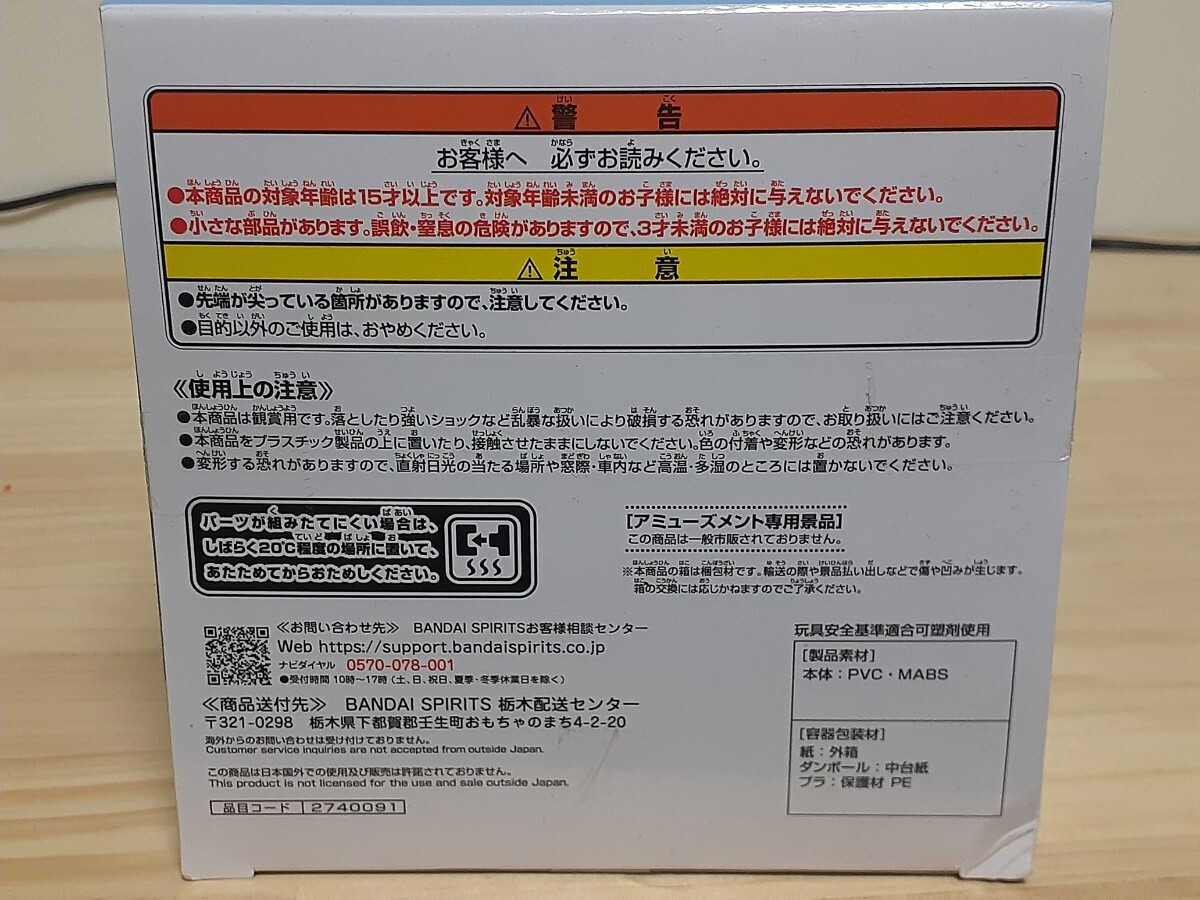 ⚠警告
お客様へ 必ずお読みください。
●本商品の対象年齢は15才以上です。対象年齢未満のお子様には絶対に与えないでください。
●小さな部品があります。誤飲・窒息の危険がありますので、3才未満のお子様には絶対に与えないでください。
⚠注意
●先端が尖っている箇所がありますので、注意してください。
●目的以外のご使用は、おやめください。
《使用上の注意》
●本商品は観賞用です。落としたり強いショックなど乱暴な扱いにより破損する恐れがありますので、お取り扱いにはご注意ください。
●本商品をプラスチック製品の上に置いたり、接触させたままにしないでください。色の付着や変形などの恐れがあります。
●変形する恐れがありますので、直射日光の当たる場所や窓際・車内など高温・多湿のところには置かないでください。
パーツが組みたてにくい場合は、
しばらく20℃程度の場所に置いて、
あたためてからおためしください。
[アミューズメント専用景品]
この商品は一般市販されておりません。
※本商品の箱は梱包材です。輸送の際や景品払い出しなどで傷や凹みが生じます。
箱の交換には応じかねますのでご了承ください。
≪お問い合わせ先≫ BANDAI SPIRITSお客様相談センター
Web https://support.bandaispirits.co.jp
ナビダイヤル 0570-078-001
●受付時間 10時〜17時(土、日、祝日、夏季・冬季休業日を除く)
≪商品送付先≫ BANDAI SPIRITS 栃木配送センター
〒321-0298 栃木県下都賀郡壬生町おもちゃのまち4-2-20
海外からのお問い合わせは受け付けておりません。
Customer service inquiries are not accepted from outside Japan.
この商品は日本国外での使用及び販売は許諾されておりません。
This product is not licensed for the use and sale outside Japan.
品目コード 2740091
玩具安全基準適合可塑剤使用
[製品素材]
本体:PVC・MABS
[容器包装材]
紙:外箱
ダンボール:中台紙
プラ:保護材 PE